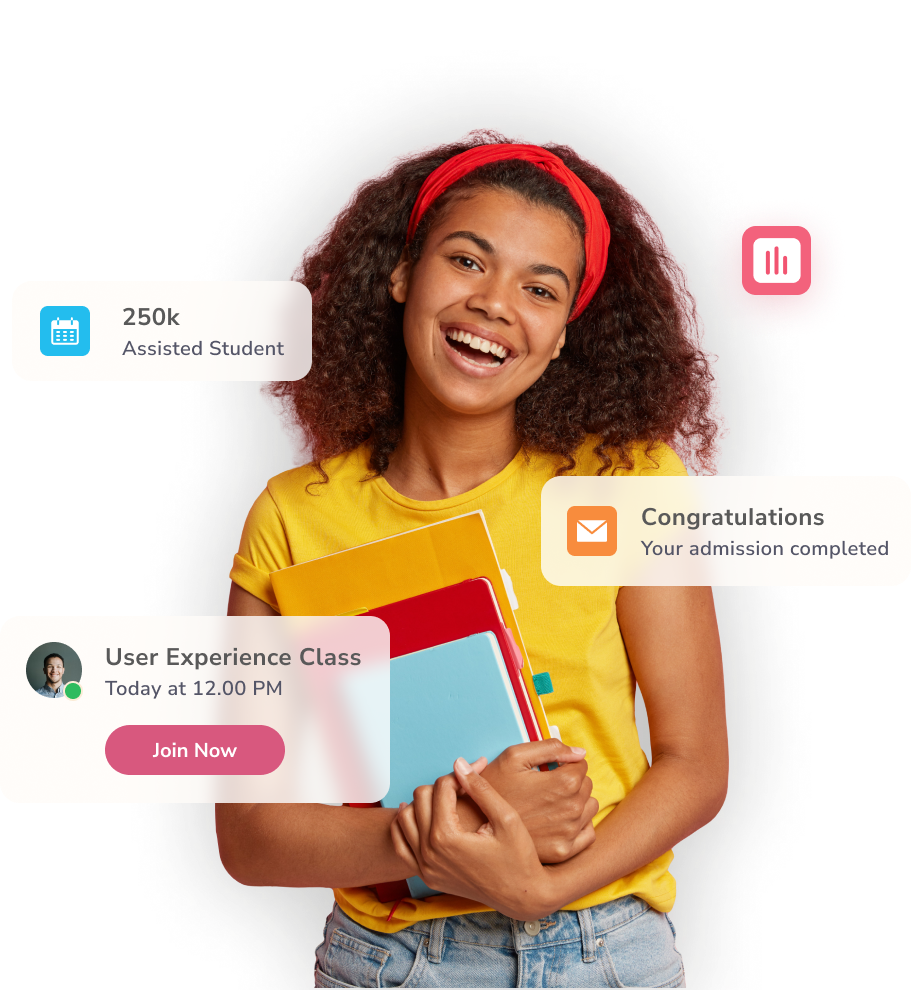 250k
Assisted Student
Congratulations
Your admission completed
User Experience Class
Today at 12.00 PM
Join Now